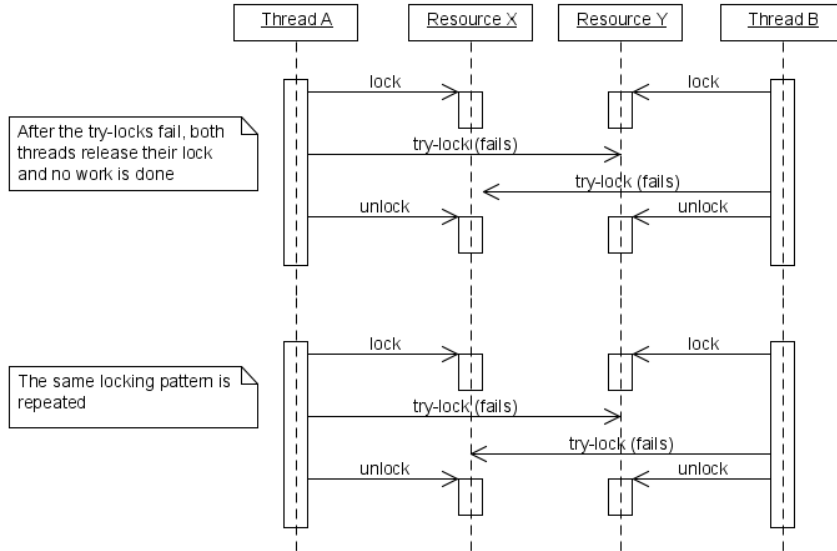 Thread A
Resource X
Resource Y
Thread B
lock
lock
After the try-locks fail, both
threads release their lock
and no work is done
try-lock (fails)
try-lock (fails)
unlock
unlock
lock
lock
The same locking pattern is
repeated
try-lock (fails)
try-lock (fails)
unlock
unlock